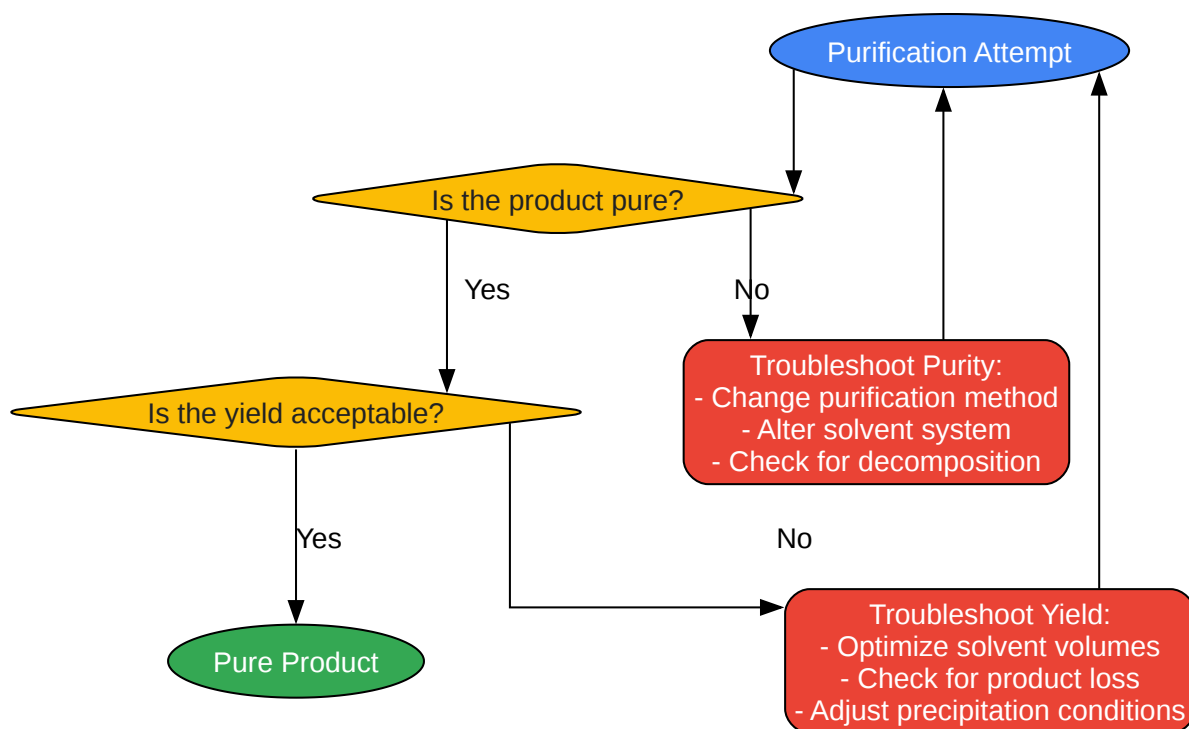 Purification Attempt
Is the product pure?
Yes
No
Troubleshoot Purity:
- Change purification method
- Alter solvent system
- Check for decomposition
Is the yield acceptable?
Yes
No
Pure Product
Troubleshoot Yield:
- Optimize solvent volumes
- Check for product loss
- Adjust precipitation conditions